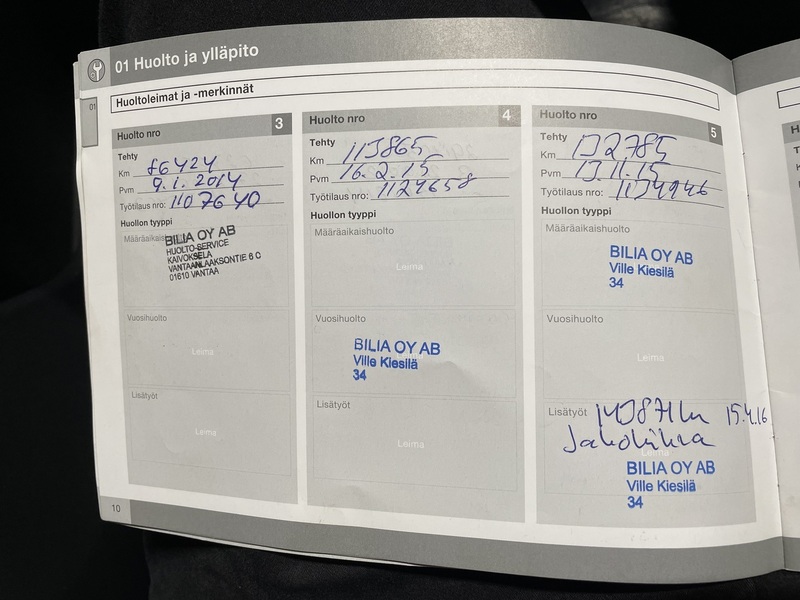 01 Huolto ja ylläpito
01
Huoltoleimat ja -merkinnät
Huolto nro 3
Tehty
Km 86424
Pvm 9.1.2014
Työtilaus nro: 1107640
Huollon tyyppi
Määräaikaishuolto
BILIA OY AB
HUOLTO-SERVICE
KAIVOKSELA
VANTAANLAAKSONTIE 6 C
01610 VANTAA
Vuosihuolto
Leima
Lisätyöt
Leima
10
Huolto nro 4
Tehty
Km 113865
Pvm 16.2.15
Työtilaus nro: 1124658
Huollon tyyppi
Määräaikaishuolto
Leima
Vuosihuolto
Leima
BILIA OY AB
Ville Kiesilä
34
Lisätyöt
Leima
Huolto nro 5
Tehty
Km 132785
Pvm 13.11.15
Työtilaus nro: 1134946
Huollon tyyppi
Määräaikaishuolto
BILIA OY AB
Ville Kiesilä
34
Vuosihuolto
Leima
Lisätyöt 140871km 15.4.16
Jakohihna
Leima
BILIA OY AB
Ville Kiesilä
34